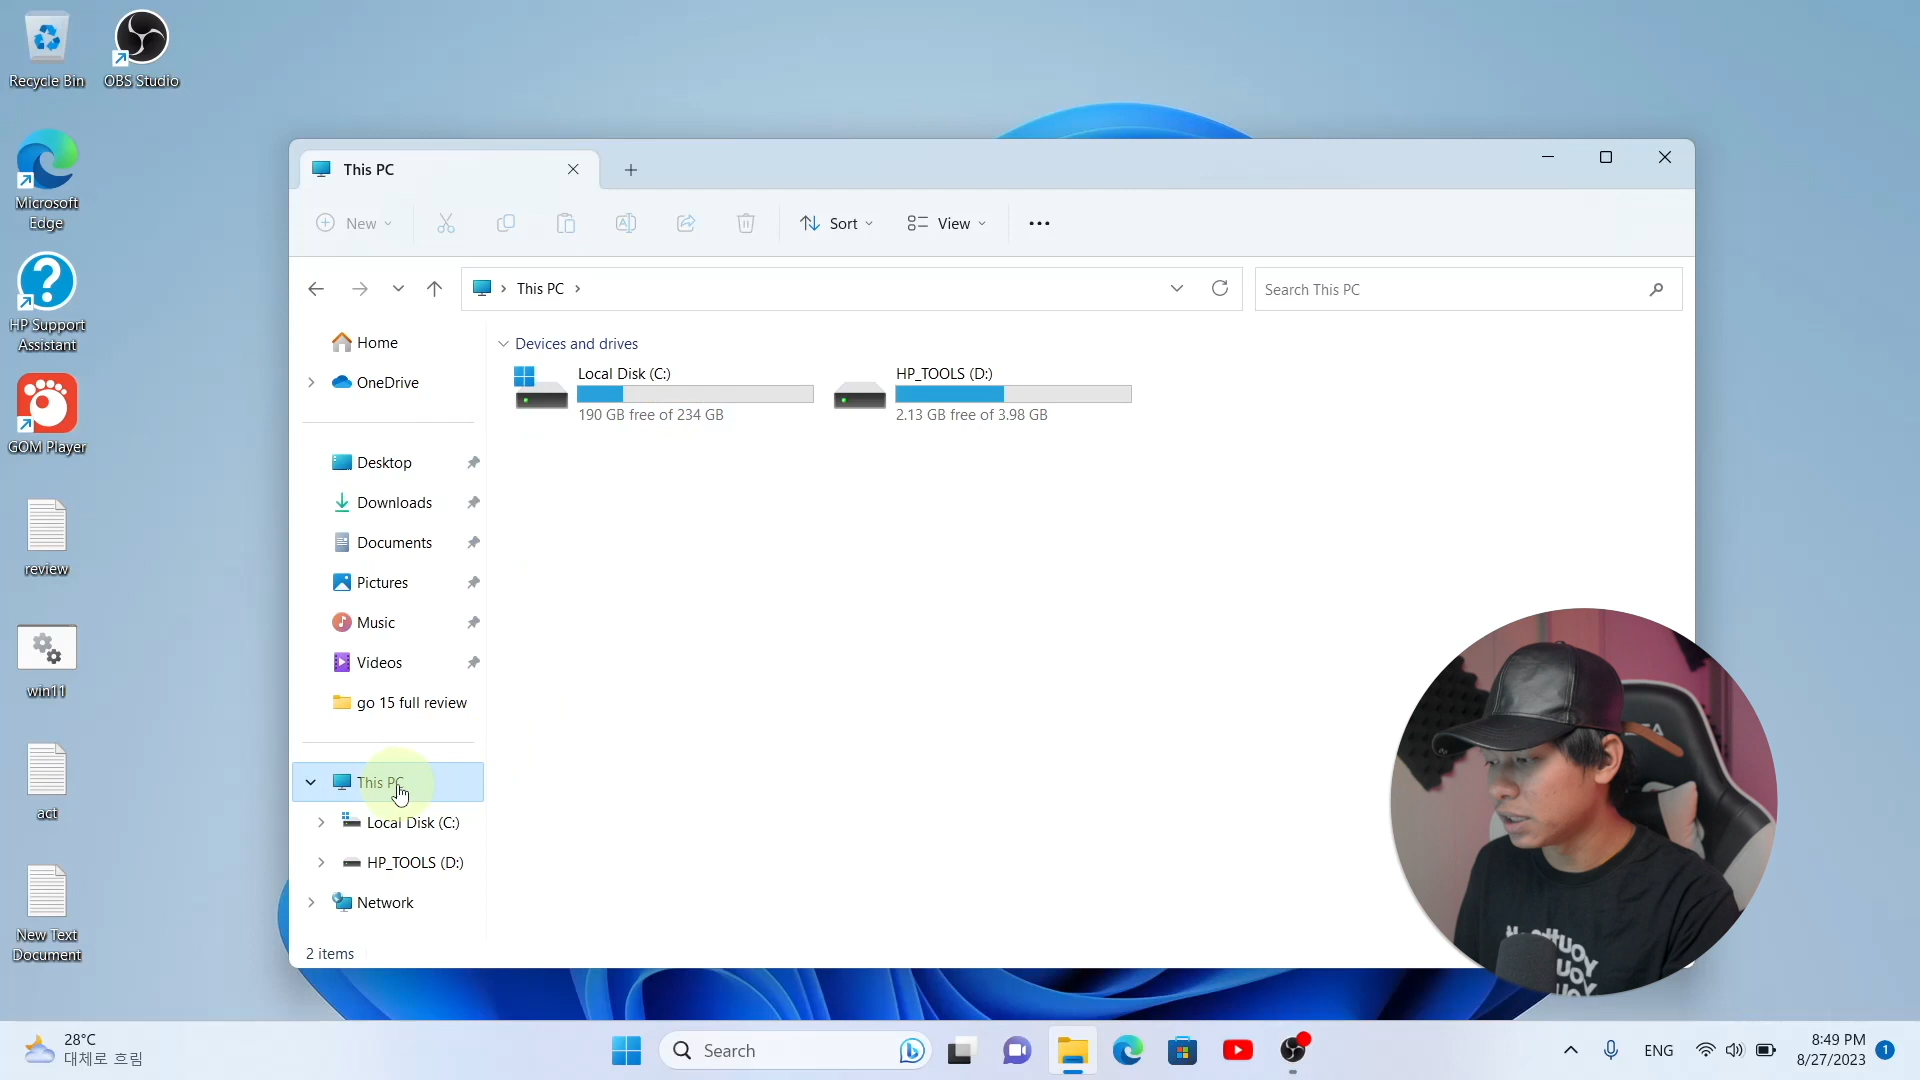 Recycle Bin
OBS Studio
Microsoft
Edge
HP Support
Assistant
GOM Player
review
win11
act
New Text
Document
This PC
New
Sort
View
This PC
Search This PC
Home
OneDrive
Desktop
Downloads
Documents
Pictures
Music
Videos
go 15 full review
This PC
Local Disk (C:)
HP_TOOLS (D:)
Network
2 items
Devices and drives
Local Disk (C:)
190 GB free of 234 GB
HP_TOOLS (D:)
2.13 GB free of 3.98 GB
28°C
대체로 흐림
Search
ENG
8:49 PM
8/27/2023
1